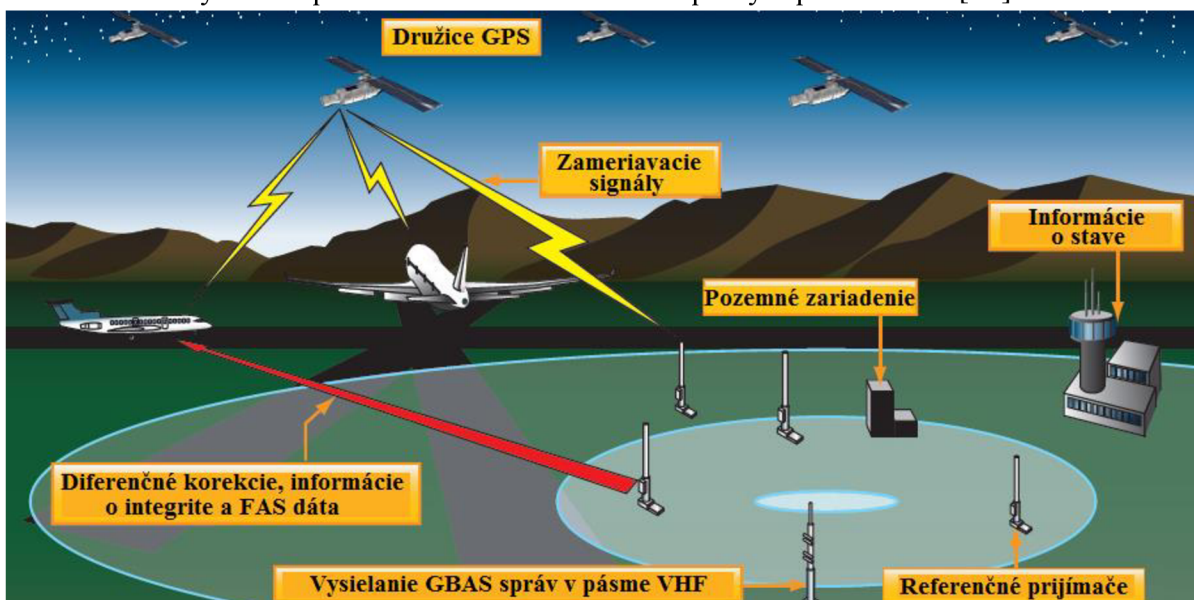 Družice GPS
Zameriavacie
signály
Informácie
o stave
Pozemné zariadenie
Diferenčné korekcie, informácie
o integrite a FAS dáta
Vysielanie GBAS správ v pásme VHF
Referenčné prijímače